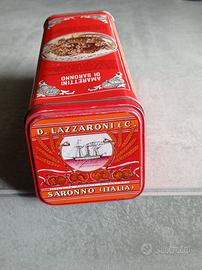 AMARETTINI
DI SARONNO
D. LAZZARONI & C.
SARONNO (ITALIA)